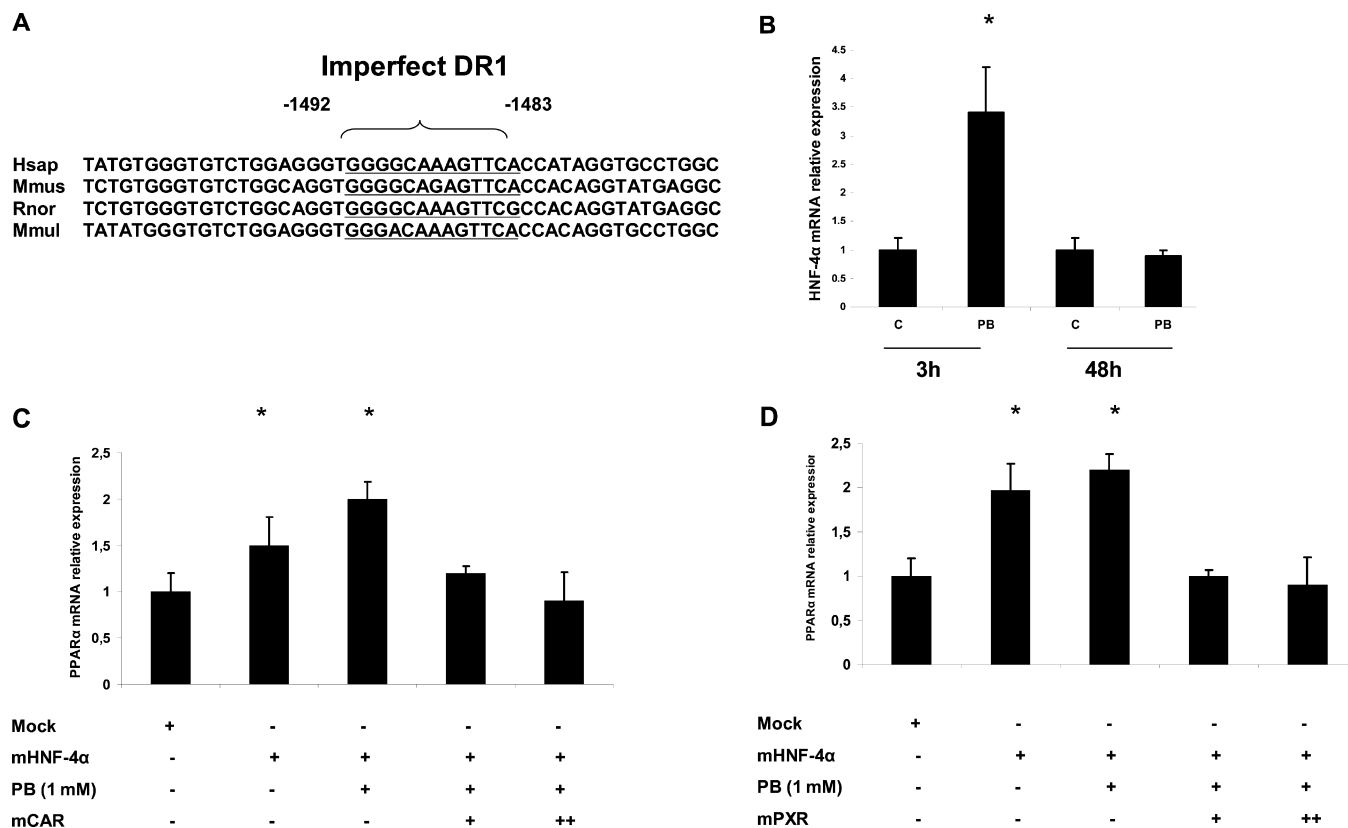 A
Imperfect DR1
-1492 -1483
Hsap TATGTGGGTGTCTGGAGGGTGGGGCAAAGTTCACCATAGGTGCCTGGC
Mmus TCTGTGGGTGTCTGGCAGGTGGGGCAGAGTTCACCACAGGTATGAGGC
Rnor TCTGTGGGTGTCTGGCAGGTGGGGCAAAGTTCGCCACAGGTATGAGGC
Mmul TATATGGGTGTCTGGAGGGTGGGACAAAGTTCACCACAGGTGCCTGGC
B
*
HNF-4α mRNA relative expression
4.5
4
3.5
3
2.5
2
1.5
1
0.5
0
C PB C PB
3h 48h
C
* *
PPARα mRNA relative expression
2,5
2
1,5
1
0,5
0
Mock + - - - -
mHNF-4α - + + + +
PB (1 mM) - - + + +
mCAR - - - + ++
D
* *
PPARα mRNA relative expression
2,5
2
1,5
1
0,5
0
Mock + - - - -
mHNF-4α - + + + +
PB (1 mM) - - + + +
mPXR - - - + ++